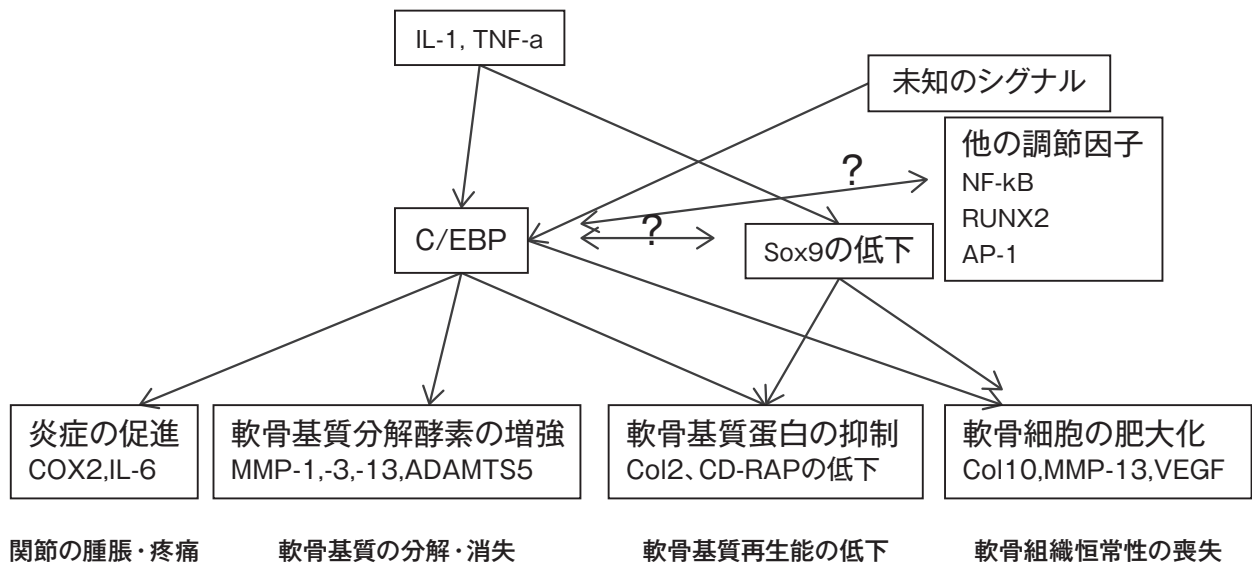 IL-1, TNF-a
未知のシグナル
他の調節因子
NF-kB
RUNX2
AP-1
?
?
C/EBP
Sox9の低下
炎症の促進
COX2,IL-6
軟骨基質分解酵素の増強
MMP-1,-3,-13,ADAMTS5
軟骨基質蛋白の抑制
Col2、CD-RAPの低下
軟骨細胞の肥大化
Col10,MMP-13,VEGF
関節の腫脹・疼痛
軟骨基質の分解・消失
軟骨基質再生能の低下
軟骨組織恒常性の喪失